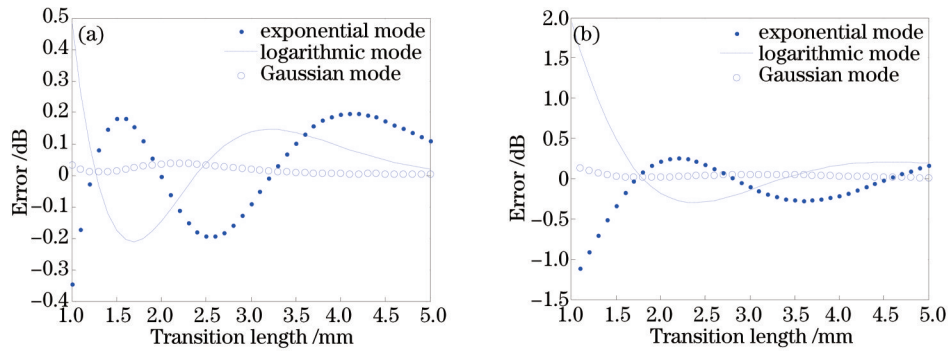 (a)
exponential mode
logarithmic mode
Gaussian mode
Error /dB
0.5
0.4
0.3
0.2
0.1
0
−0.1
−0.2
−0.3
−0.4
1.0 1.5 2.0 2.5 3.0 3.5 4.0 4.5 5.0
Transition length /mm
(b)
exponential mode
logarithmic mode
Gaussian mode
Error /dB
2.0
1.5
1.0
0.5
0
−0.5
−1.0
−1.5
1.0 1.5 2.0 2.5 3.0 3.5 4.0 4.5 5.0
Transition length /mm